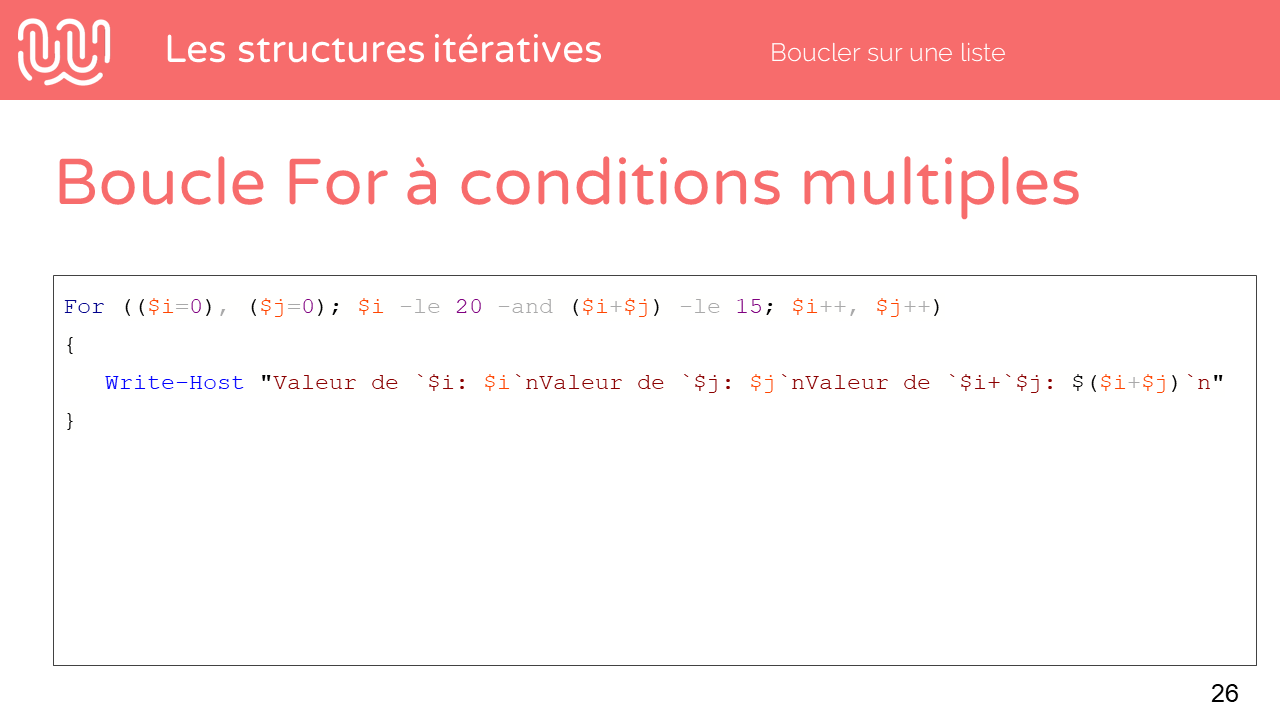 Les structures itératives
Boucler sur une liste
Boucle For à conditions multiples
For (($i=0), ($j=0); $i -le 20 -and ($i+$j) -le 15; $i++, $j++)
{
Write-Host "Valeur de `$i: $i`nValeur de `$j: $j`nValeur de `$i+`$j: $($i+$j)`n"
}
26